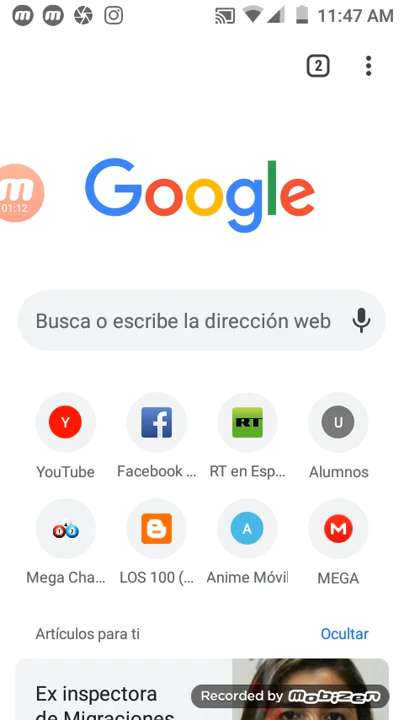 11:47 AM
2
m
01:12
Google
Busca o escribe la dirección web
Y
f
RT
U
YouTube
Facebook ...
RT en Esp...
Alumnos
A
M
Mega Cha...
LOS 100 (...
Anime Móvil
MEGA
Artículos para ti
Ocultar
Ex inspectora
de Migraciones
Recorded by mobizen